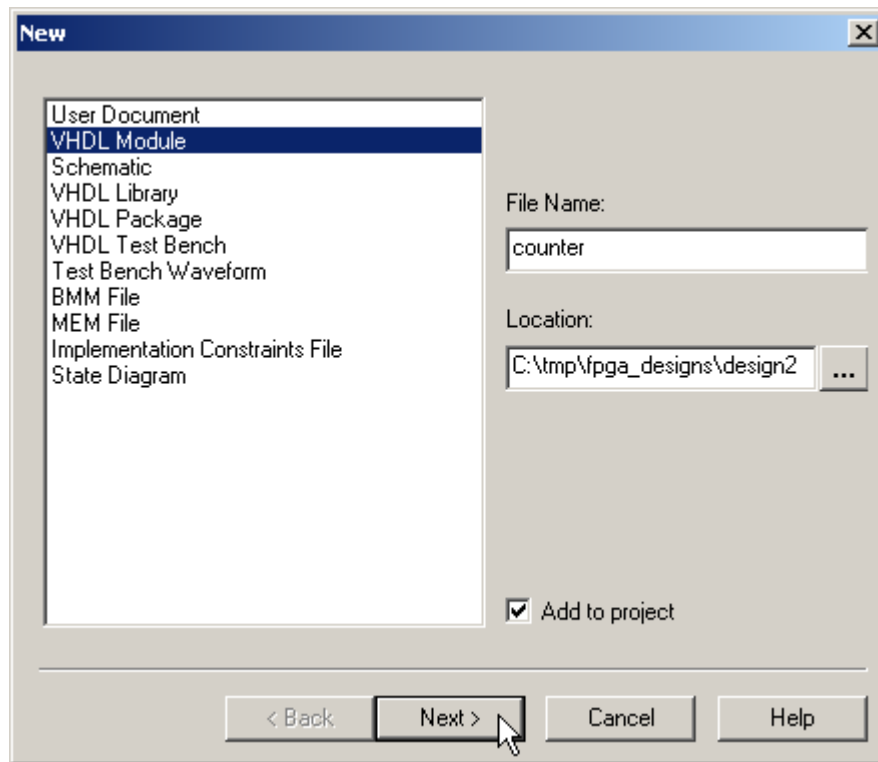 New
User Document
VHDL Module
Schematic
VHDL Library
VHDL Package
VHDL Test Bench
Test Bench Waveform
BMM File
MEM File
Implementation Constraints File
State Diagram
File Name:
counter
Location:
C:\tmp\fpga_designs\design2
...
Add to project
< Back
Next >
Cancel
Help